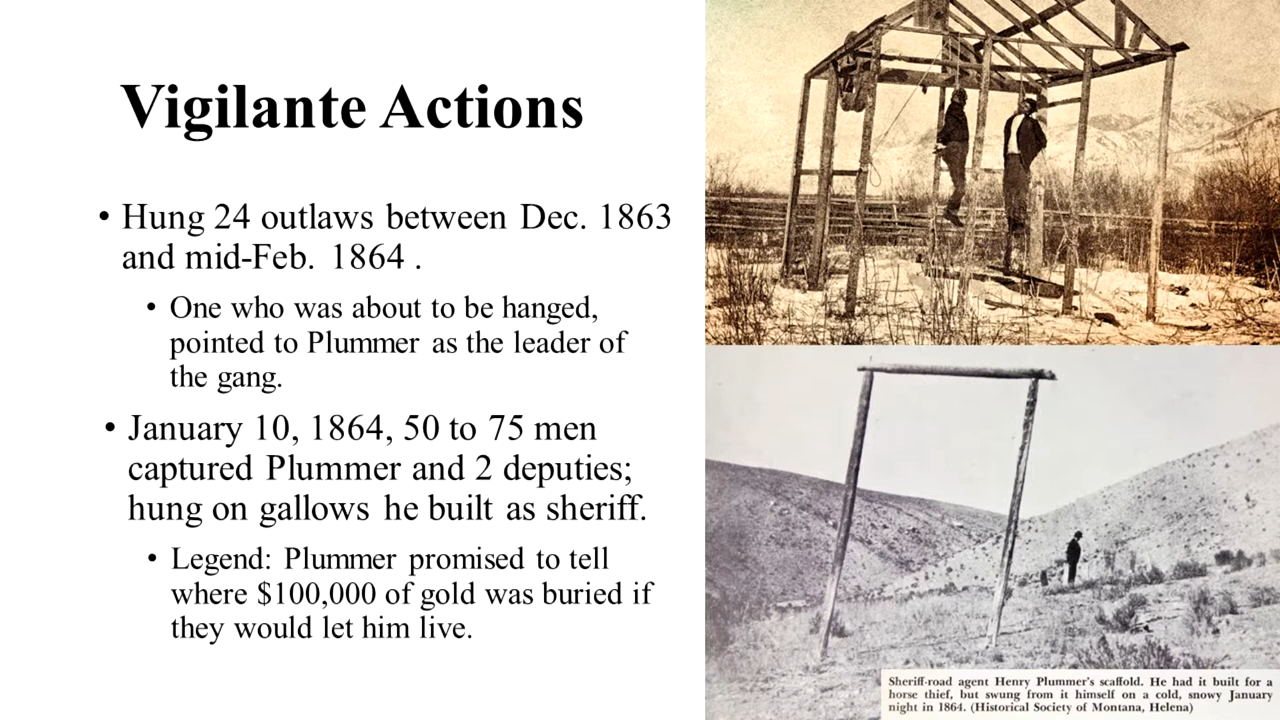 Vigilante Actions
• Hung 24 outlaws between Dec. 1863
and mid-Feb. 1864 .
• One who was about to be hanged,
pointed to Plummer as the leader of
the gang.
• January 10, 1864, 50 to 75 men
captured Plummer and 2 deputies;
hung on gallows he built as sheriff.
• Legend: Plummer promised to tell
where $100,000 of gold was buried if
they would let him live.
Sheriff-road agent Henry Plummer's scaffold. He had it built for a
horse thief, but swung from it himself on a cold, snowy January
night in 1864. (Historical Society of Montana, Helena)